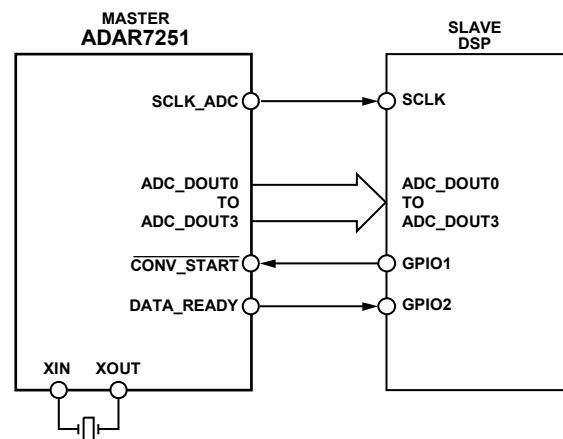 MASTER
ADAR7251
SLAVE
DSP
SCLK_ADC
SCLK
ADC_DOUT0
TO
ADC_DOUT3
ADC_DOUT0
TO
ADC_DOUT3
CONV_START
GPIO1
DATA_READY
GPIO2
XIN
XOUT